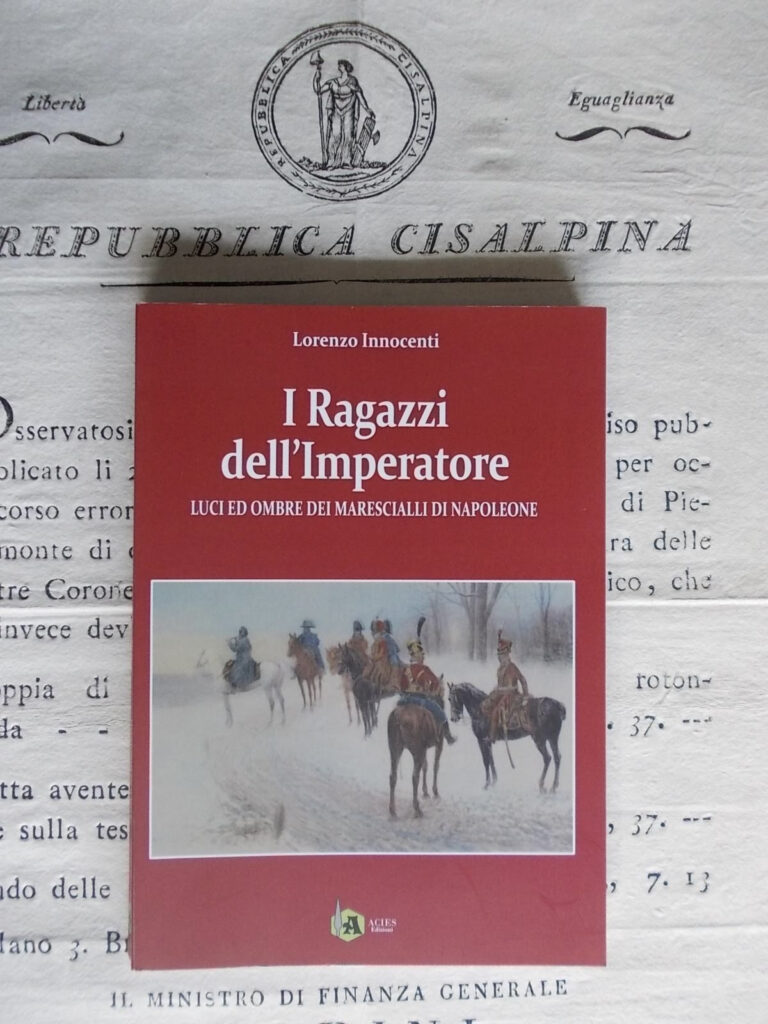 Libertà
REPUBBLICA CISALPINA
Eguaglianza
REPUBBLICA CISALPINA
Lorenzo Innocenti
I Ragazzi
dell'Imperatore
LUCI ED OMBRE DEI MARESCIALLI DI NAPOLEONE
Osservatosi iso pub-
blicato li per oc-
corso error di Pie-
monte di ra delle
tre Corone ico, che
invece dev
oppia di roton-
da - - 37. ---
tta avente
e sulla tes , 37. ---
ndo delle , 7. 13
lano 3. B
ACIES
Edizioni
IL MINISTRO DI FINANZA GENERALE